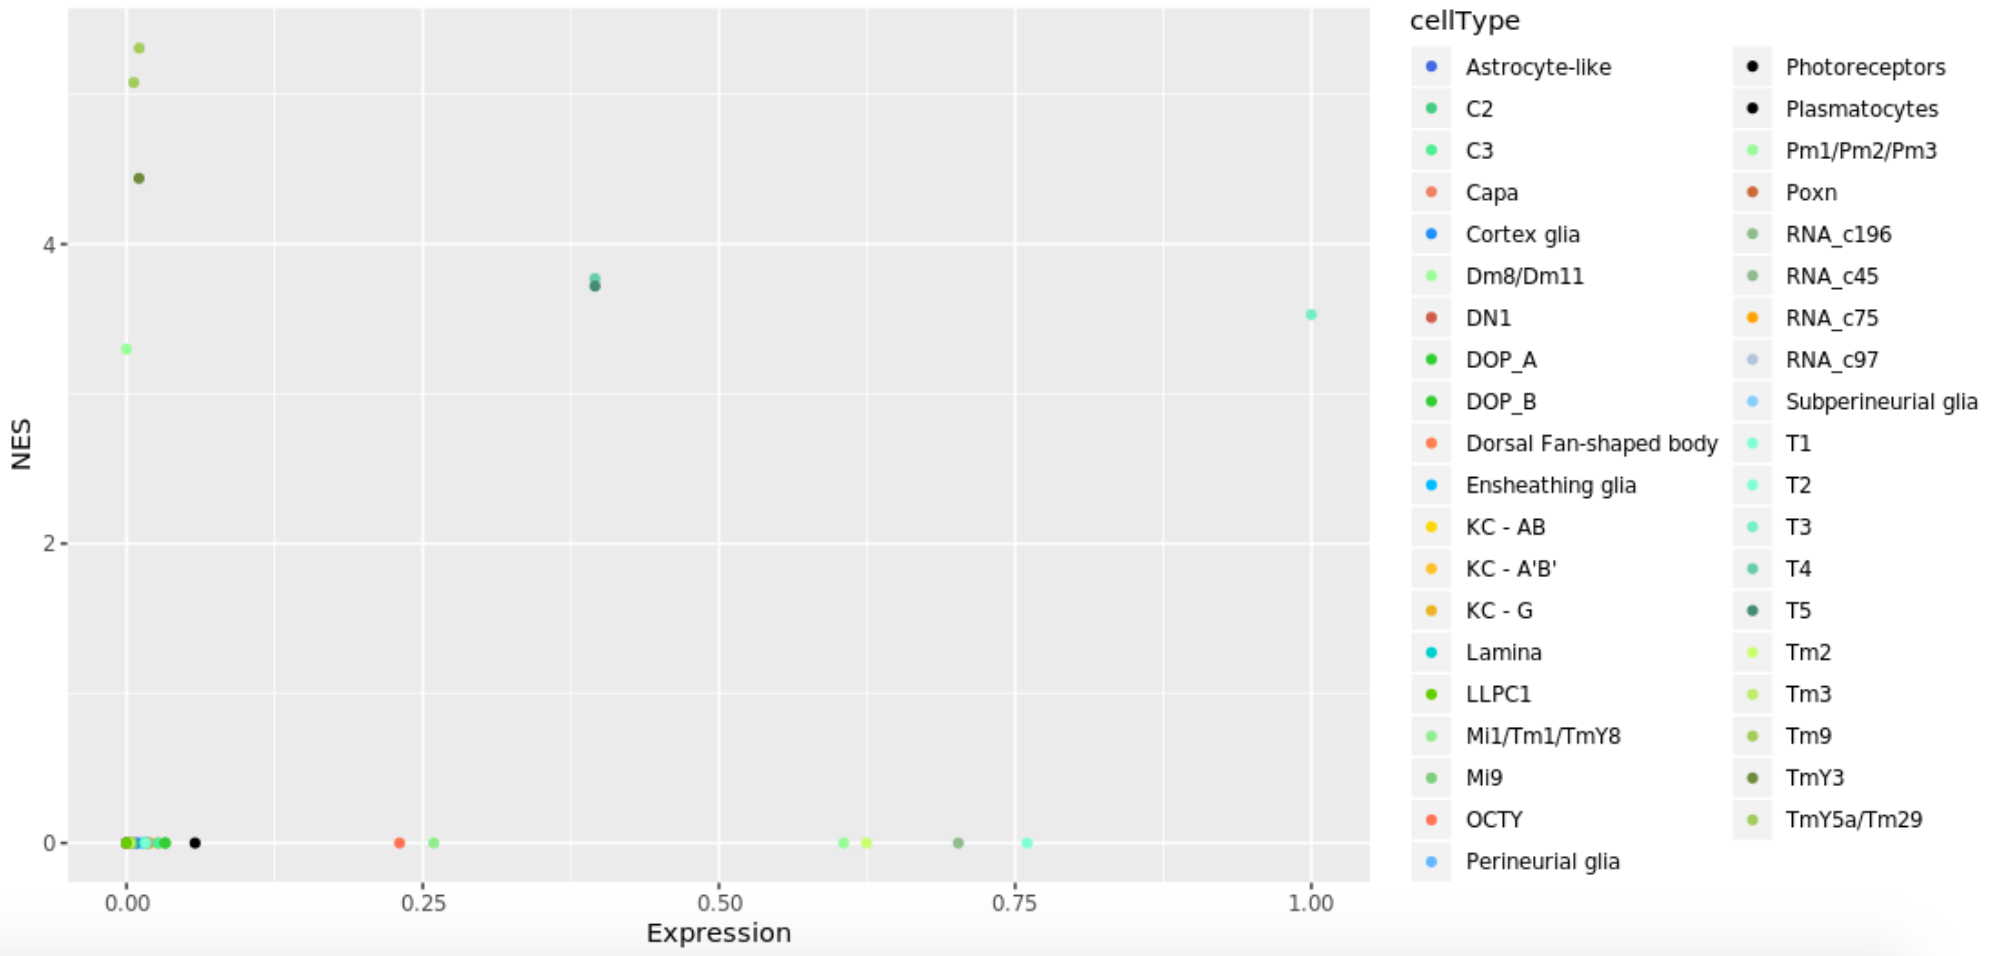 cellType
Astrocyte-like
C2
C3
Capa
Cortex glia
Dm8/Dm11
DN1
DOP_A
DOP_B
Dorsal Fan-shaped body
Ensheathing glia
KC - AB
KC - A'B'
KC - G
Lamina
LLPC1
Mi1/Tm1/TmY8
Mi9
OCTY
Perineurial glia
Photoreceptors
Plasmatocytes
Pm1/Pm2/Pm3
Poxn
RNA_c196
RNA_c45
RNA_c75
RNA_c97
Subperineurial glia
T1
T2
T3
T4
T5
Tm2
Tm3
Tm9
TmY3
TmY5a/Tm29
NES
4
2
0
0.00
0.25
0.50
0.75
1.00
Expression